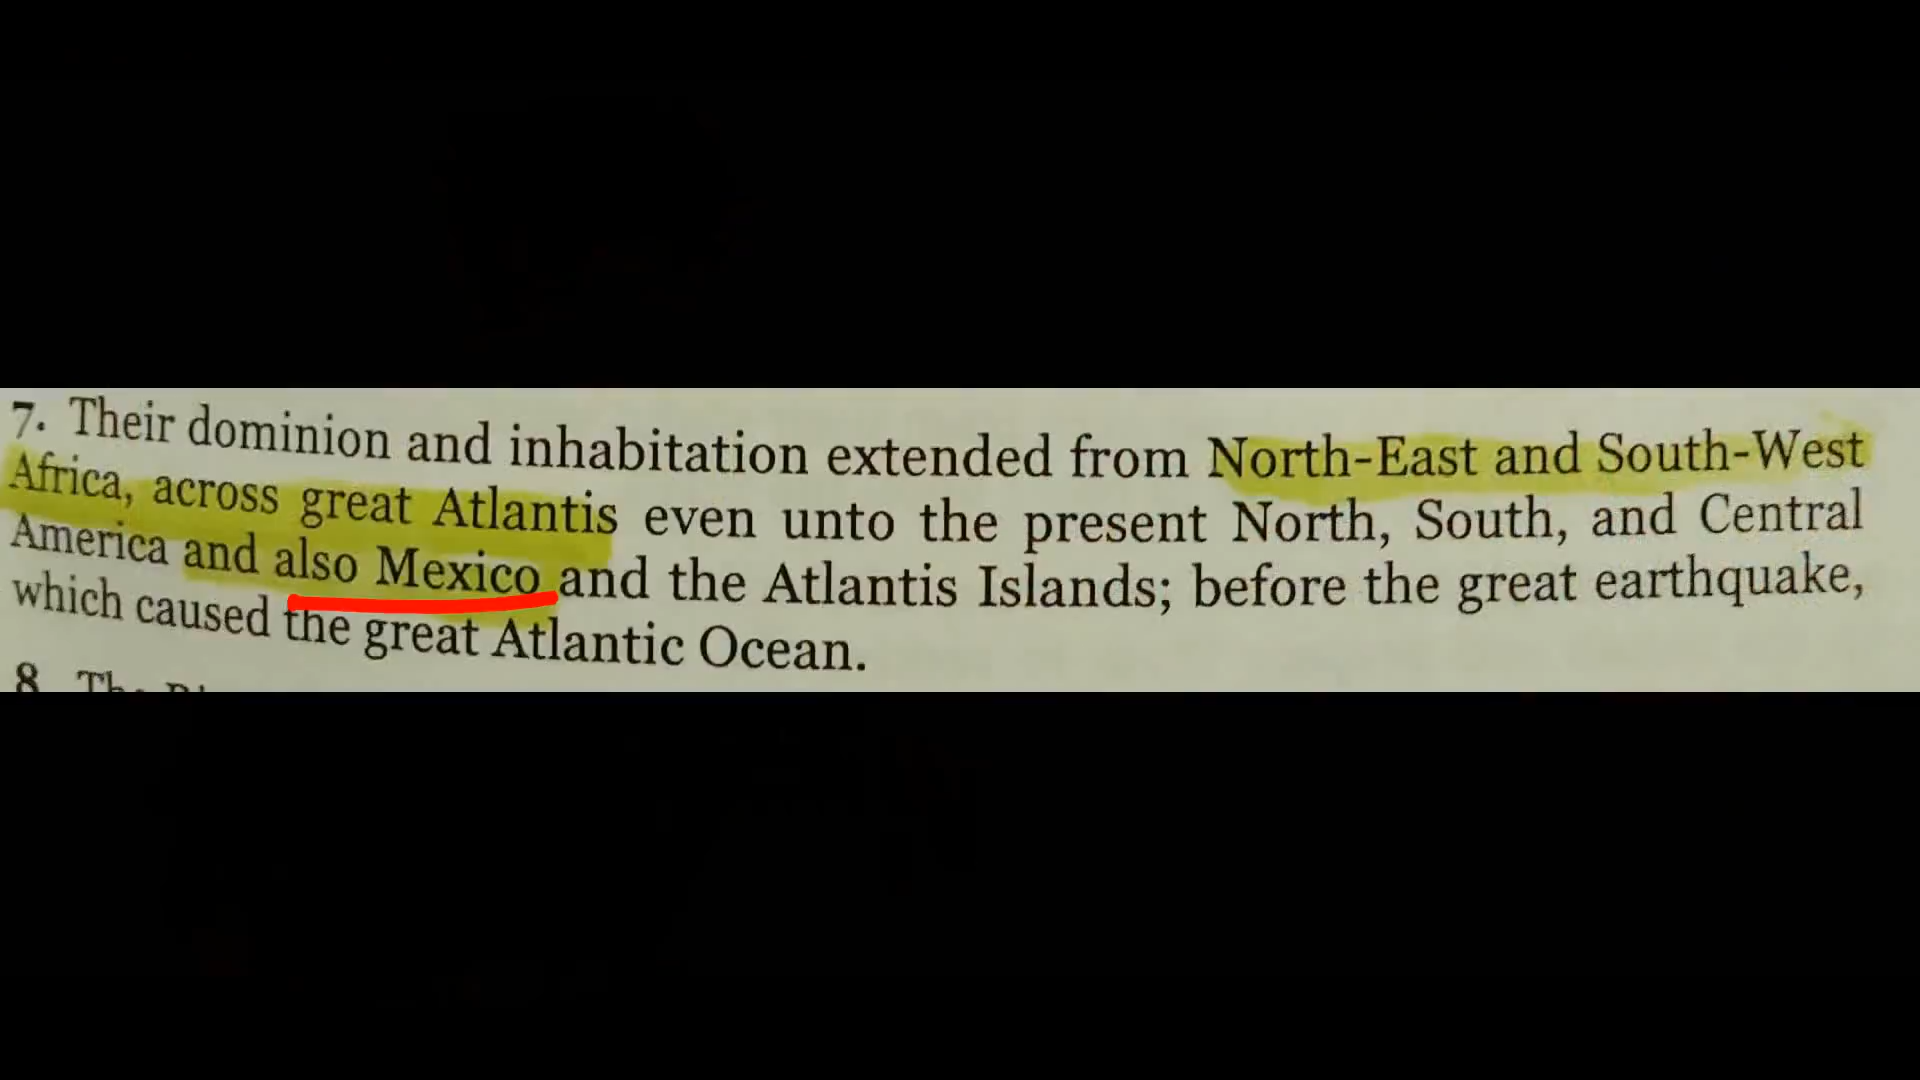 7. Their dominion and inhabitation extended from North-East and South-West
Africa, across great Atlantis even unto the present North, South, and Central
America and also Mexico and the Atlantis Islands; before the great earthquake,
which caused the great Atlantic Ocean.
8